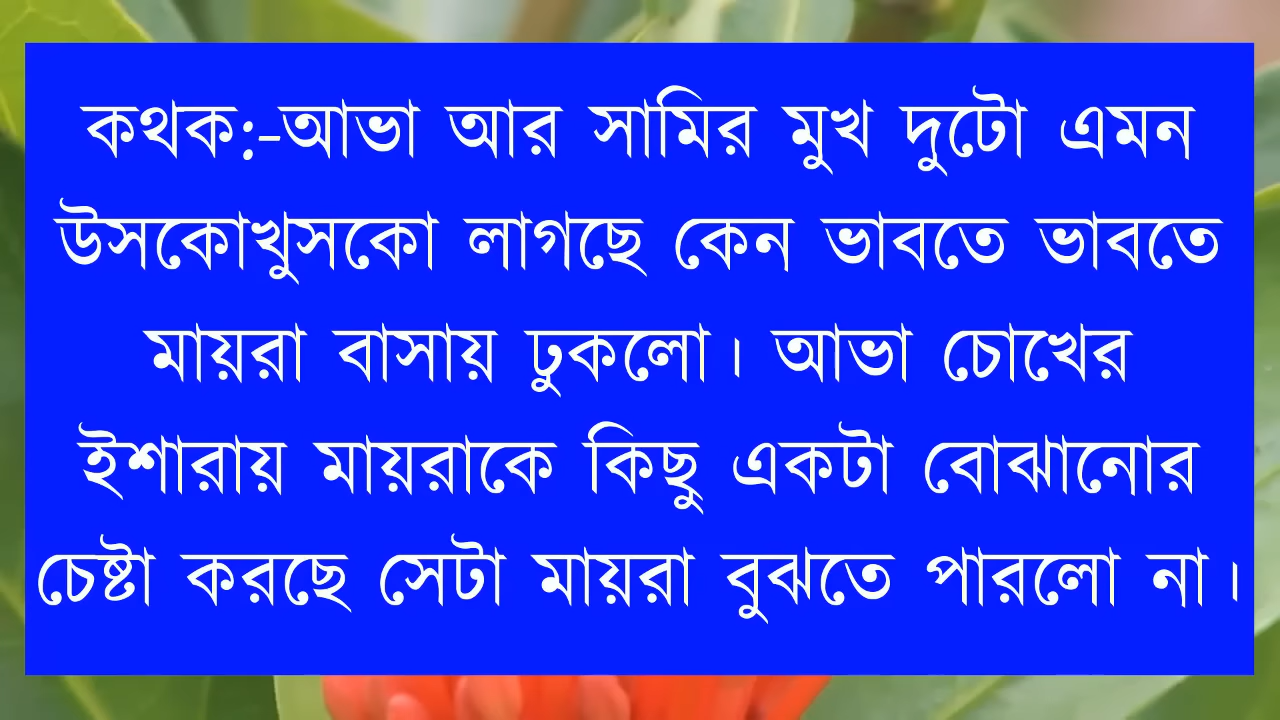 কথক:-আভা আর সামির মুখ দুটো এমন
উসকোখুসকো লাগছে কেন ভাবতে ভাবতে
মায়রা বাসায় ঢুকলো। আভা চোখের
ইশারায় মায়রাকে কিছু একটা বোঝানোর
চেষ্টা করছে সেটা মায়রা বুঝতে পারলো না।